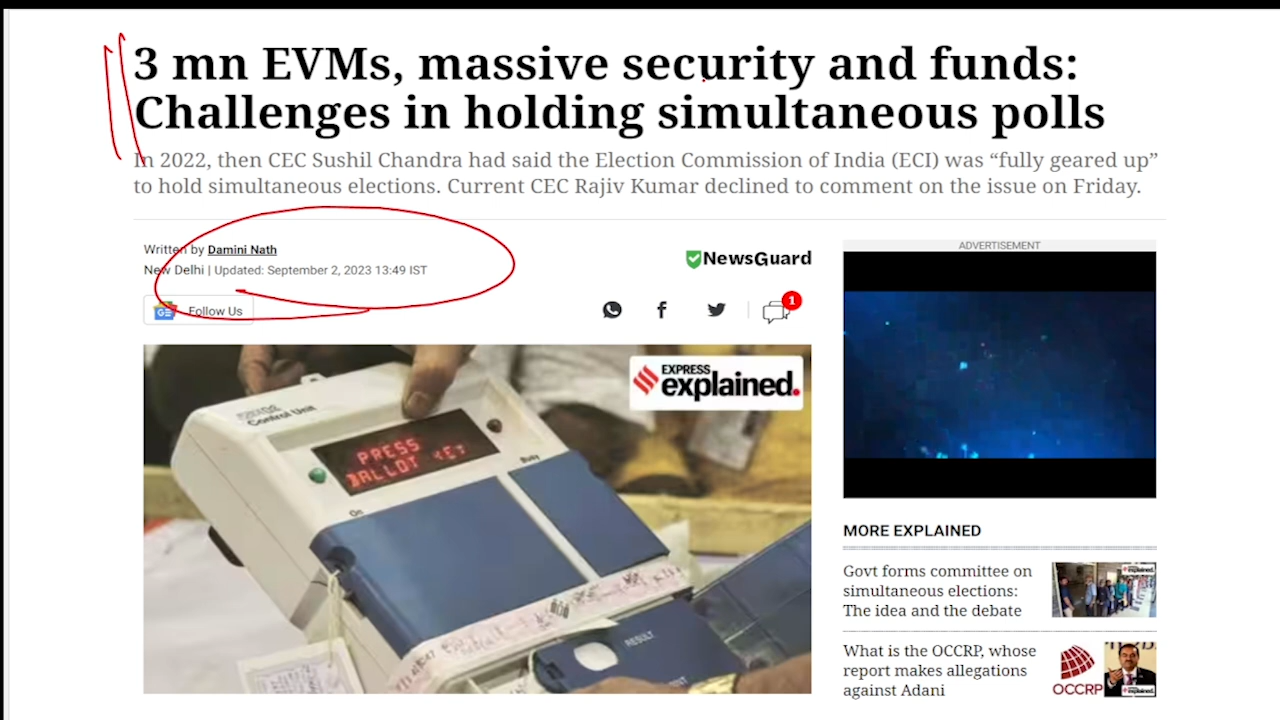 3 mn EVMs, massive security and funds:
Challenges in holding simultaneous polls
In 2022, then CEC Sushil Chandra had said the Election Commission of India (ECI) was “fully geared up”
to hold simultaneous elections. Current CEC Rajiv Kumar declined to comment on the issue on Friday.
Written by Damini Nath
New Delhi | Updated: September 2, 2023 13:49 IST
Follow Us
NewsGuard
1
EXPRESS
explained.
Control Unit
PRESS
BALLOT KEY
Busy
On
RESULT
ADVERTISEMENT
MORE EXPLAINED
Govt forms committee on
simultaneous elections:
The idea and the debate
What is the OCCRP, whose
report makes allegations
against Adani
OCCRP